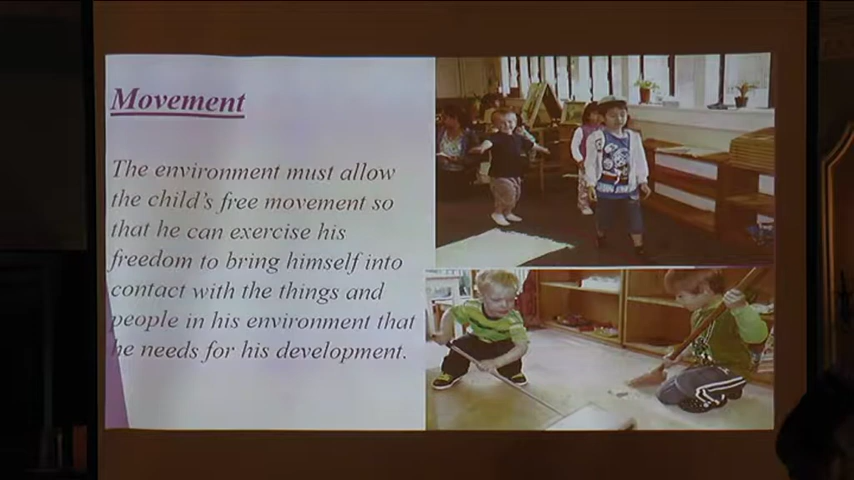 Movement
The environment must allow
the child's free movement so
that he can exercise his
freedom to bring himself into
contact with the things and
people in his environment that
he needs for his development.